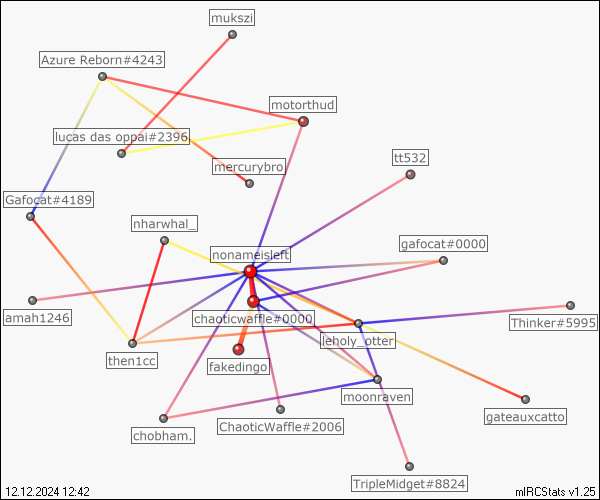 mukszi
Azure Reborn#4243
motorthud
lucas das oppai#2396
tt532
mercurybro
Gafocat#4189
nharwhal_
gafocat#0000
nonameisleft
amah1246
chaoticwaffle#0000
Thinker#5995
leholy_otter
then1cc
fakedingo
moonraven
gateauxcatto
ChaoticWaffle#2006
chobham.
TripleMidget#8824
12.12.2024 12:42
mIRCStats v1.25